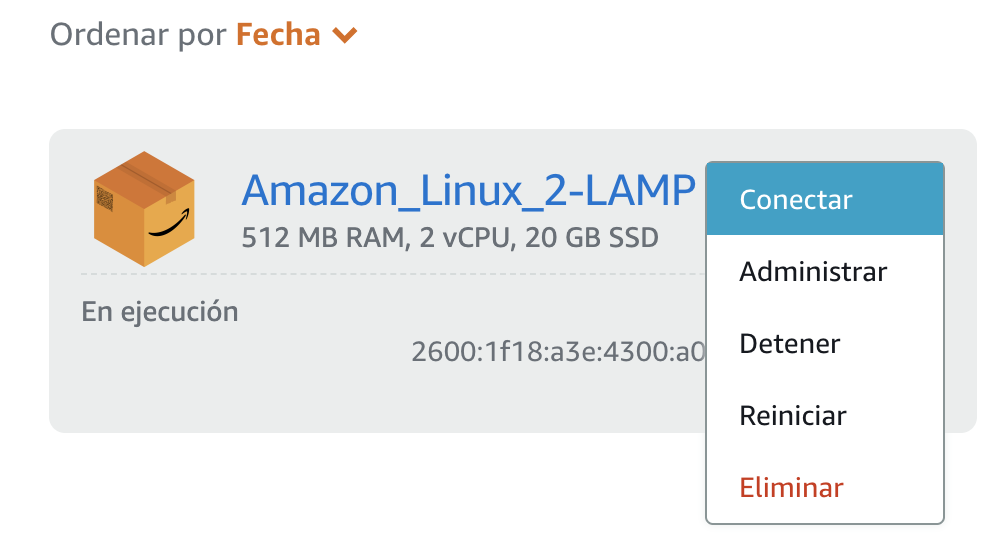 Ordenar por Fecha
Amazon_Linux_2-LAMP
512 MB RAM, 2 vCPU, 20 GB SSD
En ejecución
2600:1f18:a3e:4300:a0
Conectar
Administrar
Detener
Reiniciar
Eliminar